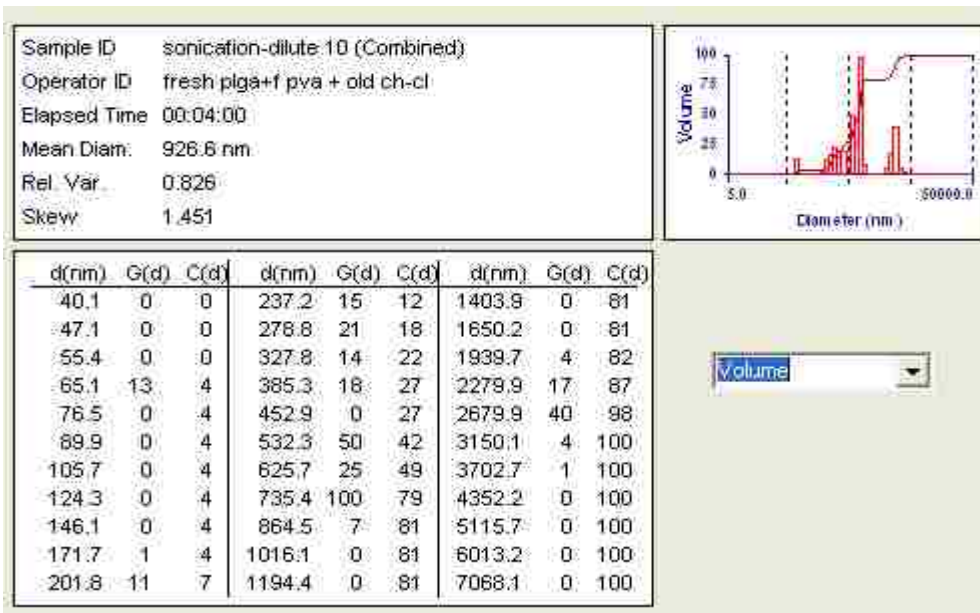 Sample ID sonication-dilute 10 (Combined)
Operator ID fresh plga+f pva + old ch-cl
Elapsed Time 00:04:00
Mean Diam. 926.6 nm
Rel. Var. 0.826
Skew 1.451
100
75
50
25
0
Volume
5.0 50000.0
Diameter (nm)
d(nm) G(d) C(d) d(nm) G(d) C(d) d(nm) G(d) C(d)
40.1 0 0 237.2 15 12 1403.9 0 81
47.1 0 0 278.8 21 18 1650.2 0 81
55.4 0 0 327.8 14 22 1939.7 4 82
65.1 13 4 385.3 18 27 2279.9 17 87
76.5 0 4 452.9 0 27 2679.9 40 98
89.9 0 4 532.3 50 42 3150.1 4 100
105.7 0 4 625.7 25 49 3702.7 1 100
124.3 0 4 735.4 100 79 4352.2 0 100
146.1 0 4 864.5 7 81 5115.7 0 100
171.7 1 4 1016.1 0 81 6013.2 0 100
201.8 11 7 1194.4 0 81 7068.1 0 100
Volume